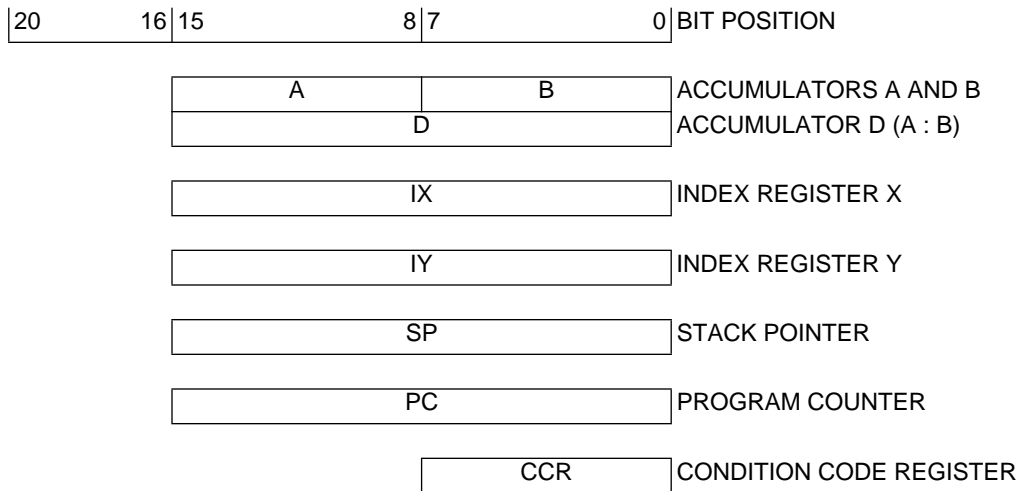 20 16 15 8 7 0 BIT POSITION
A B ACCUMULATORS A AND B
D ACCUMULATOR D (A : B)
IX INDEX REGISTER X
IY INDEX REGISTER Y
SP STACK POINTER
PC PROGRAM COUNTER
CCR CONDITION CODE REGISTER